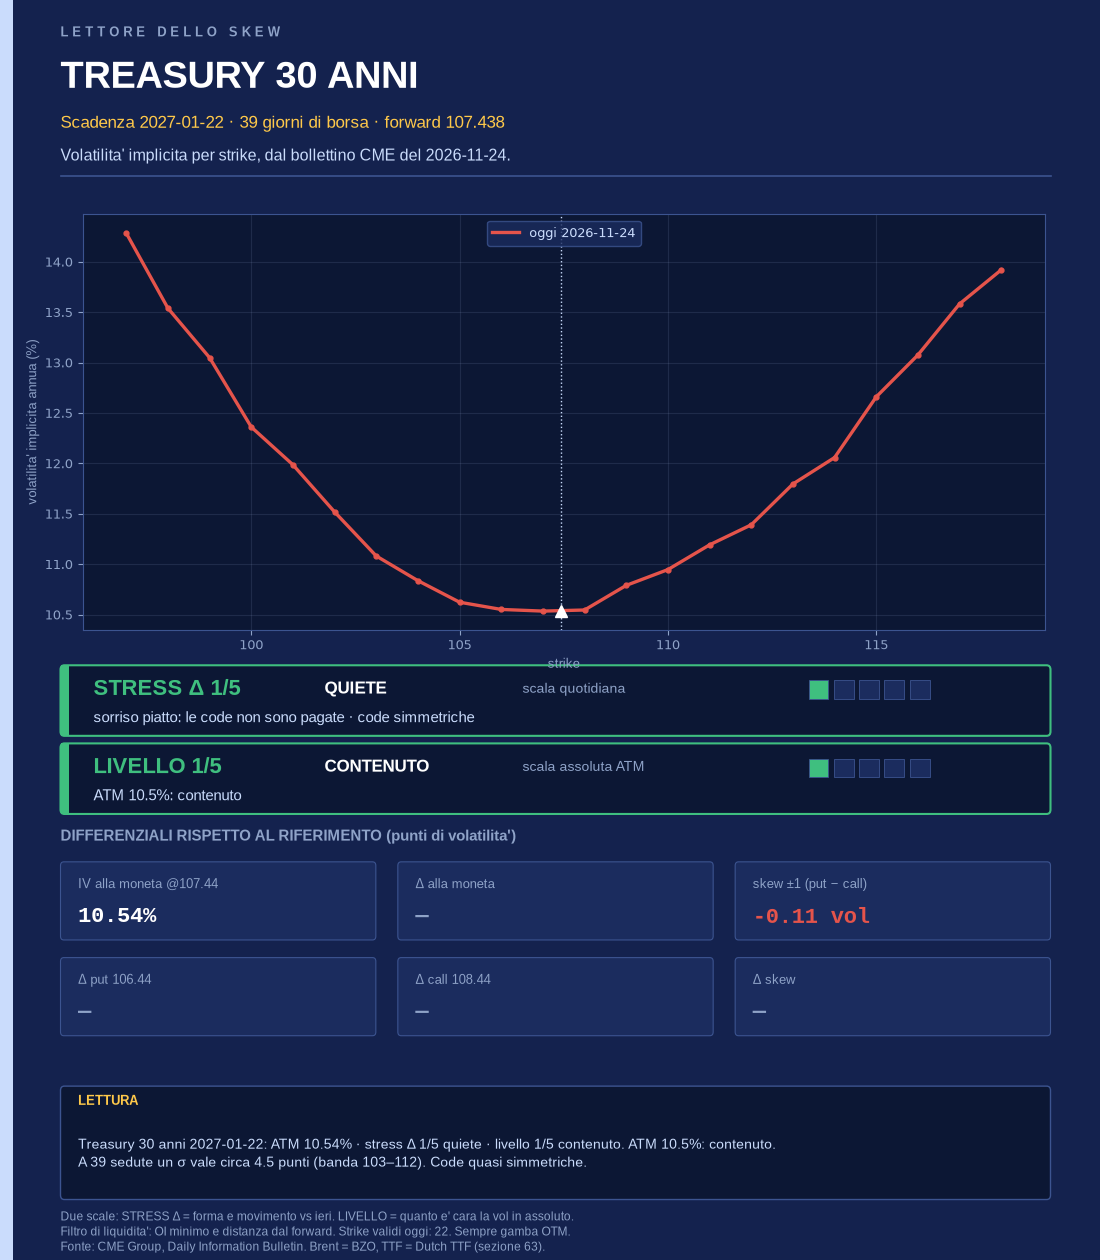 LETTORE DELLO SKEW
TREASURY 30 ANNI
Scadenza 2027-01-22 · 39 giorni di borsa · forward 107.438
Volatilita' implicita per strike, dal bollettino CME del 2026-11-24.
oggi 2026-11-24
volatilita' implicita annua (%)
14.0
13.5
13.0
12.5
12.0
11.5
11.0
10.5
100 105 110 115
strike
STRESS Δ 1/5 QUIETE scala quotidiana
sorriso piatto: le code non sono pagate · code simmetriche
LIVELLO 1/5 CONTENUTO scala assoluta ATM
ATM 10.5%: contenuto
DIFFERENZIALI RISPETTO AL RIFERIMENTO (punti di volatilita')
IV alla moneta @107.44 Δ alla moneta skew ±1 (put − call)
10.54% — -0.11 vol
Δ put 106.44 Δ call 108.44 Δ skew
— — —
LETTURA
Treasury 30 anni 2027-01-22: ATM 10.54% · stress Δ 1/5 quiete · livello 1/5 contenuto. ATM 10.5%: contenuto.
A 39 sedute un σ vale circa 4.5 punti (banda 103–112). Code quasi simmetriche.
Due scale: STRESS Δ = forma e movimento vs ieri. LIVELLO = quanto e' cara la vol in assoluto.
Filtro di liquidita': OI minimo e distanza dal forward. Strike validi oggi: 22. Sempre gamba OTM.
Fonte: CME Group, Daily Information Bulletin. Brent = BZO, TTF = Dutch TTF (sezione 63).